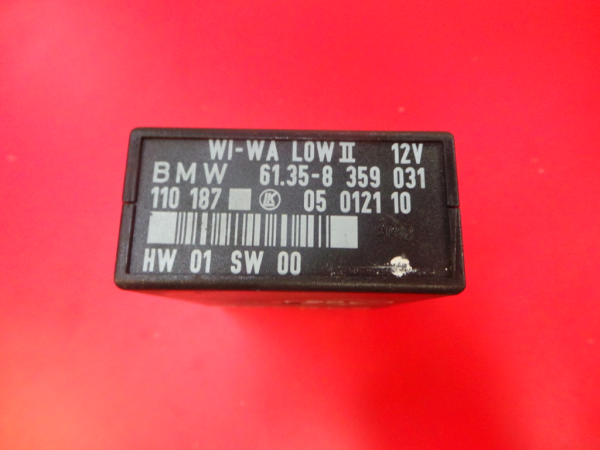 WI-WA LOW II 12V
BMW 61.35-8 359 031
110 187 LK 05 0121 10
HW 01 SW 00